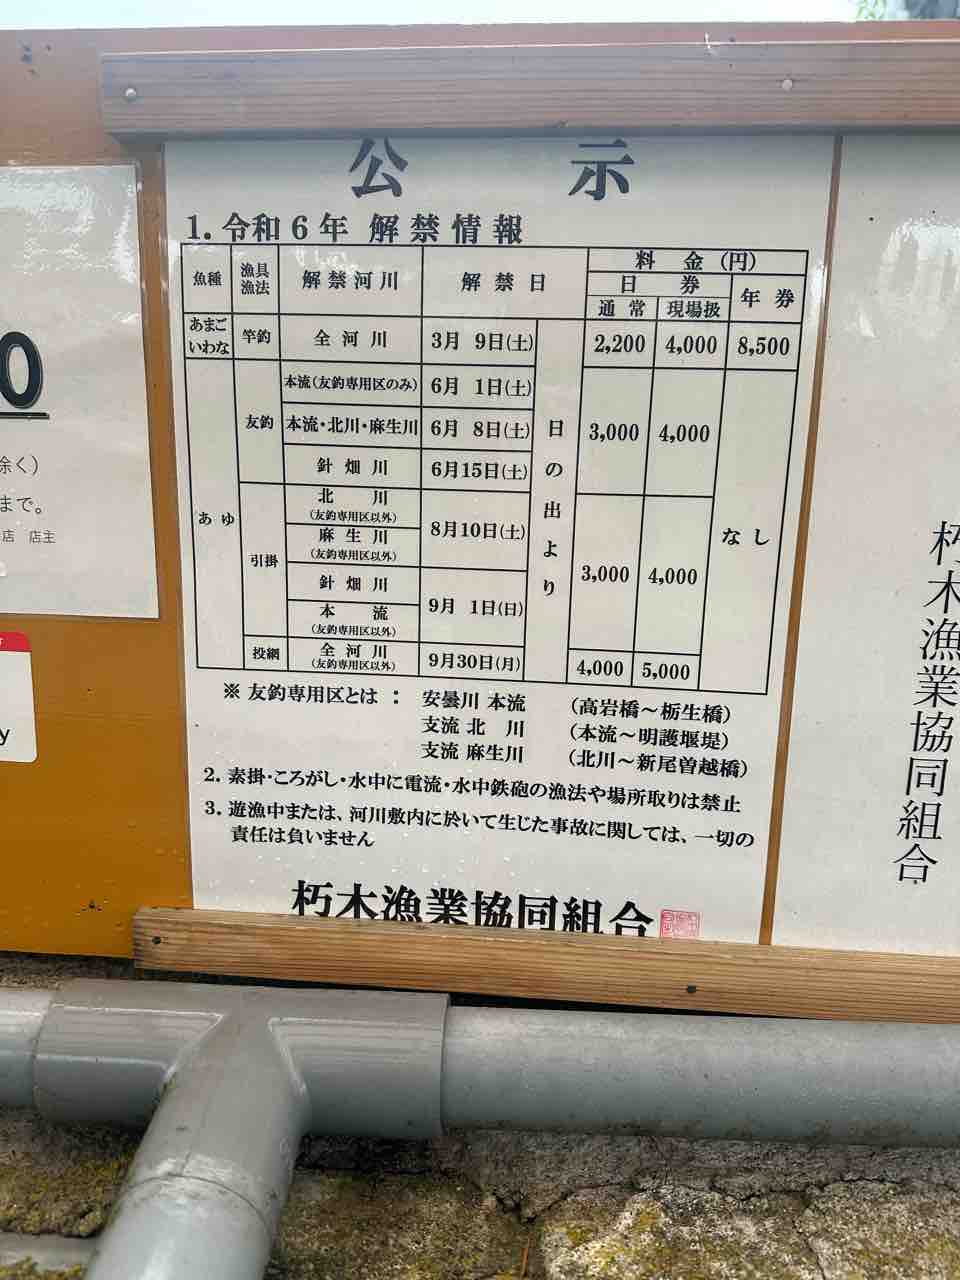 公 示
1. 令和6年 解禁情報
魚種 漁具漁法 解禁河川 解禁日 料金(円)
日券 年券
通常 現場扱
あまご いわな 竿釣 全河川 3月 9日(土) 2,200 4,000 8,500
あゆ 友釣 本流(友釣専用区のみ) 6月 1日(土) 日の出より 3,000 4,000 なし
本流・北川・麻生川 6月 8日(土)
針畑川 6月15日(土)
引掛 北川 (友釣専用区以外) 8月10日(土) 3,000 4,000
麻生川 (友釣専用区以外)
針畑川 9月 1日(日)
本流 (友釣専用区以外)
投網 全河川 (友釣専用区以外) 9月30日(月) 4,000 5,000
※ 友釣専用区とは : 安曇川 本流 (高岩橋〜栃生橋)
支流 北川 (本流〜明護堰堤)
支流 麻生川 (北川〜新尾曽越橋)
2. 素掛・ころがし・水中に電流・水中鉄砲の漁法や場所取りは禁止
3. 遊漁中または、河川敷内に於いて生じた事故に関しては、一切の
責任は負いません
朽木漁業協同組合
朽木漁業協同組合
0
除く)
まで。
店 店主
y